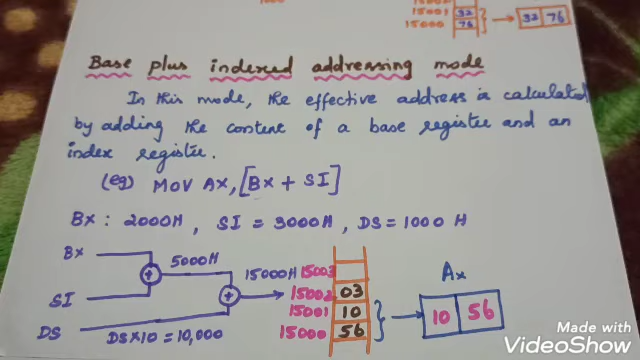 15001 32
15000 76 32 76
Base plus indexed addressing mode
In this mode, the effective address is calculated
by adding the content of a base register and an
index register.
(eg) MOV AX, [BX + SI]
BX : 2000H , SI = 3000H , DS = 1000 H
BX 5000H 15000H 15003 Ax
SI 15002 03
15001 10 10 56
DS DS×10 = 10,000 15000 56
Made with
VideoShow